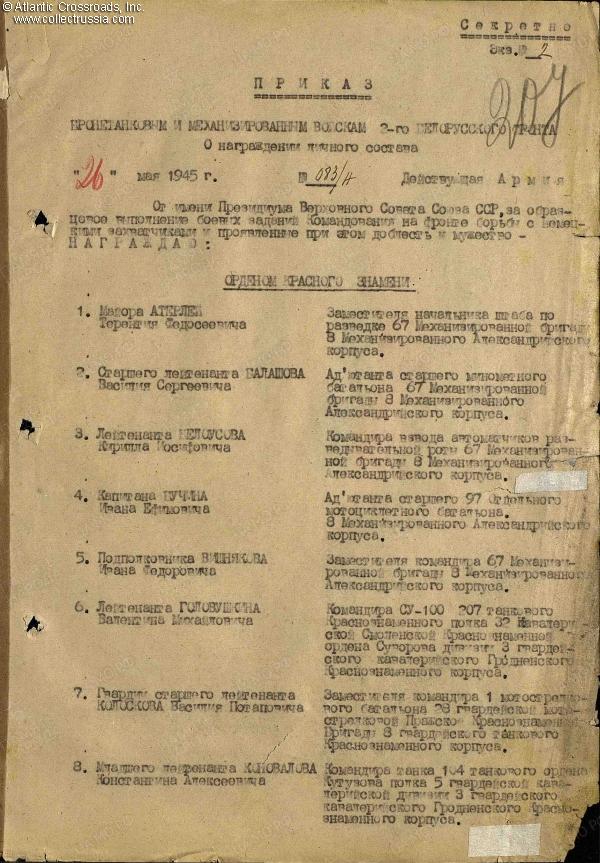 © Atlantic Crossroads, Inc.
www.collectrussia.com
Секретно
Экз.№ 2
207
ПРИКАЗ
БРОНЕТАНКОВЫМ И МЕХАНИЗИРОВАННЫМ ВОЙСКАМ 2-го БЕЛОРУССКОГО ФРОНТА
О награждении личного состава
"26" мая 1945 г. № 083/н Действующая Армия
От имени Президиума Верховного Совета Союза ССР, за образ-
цовое выполнение боевых заданий Командования на фронте борьбы с немец-
кими захватчиками и проявленные при этом доблесть и мужество -
НАГРАЖДАЮ:
ОРДЕНОМ КРАСНОГО ЗНАМЕНИ
1. Майора АТЕРЛЕЙ
Терентия Федосеевича
Заместителя начальника штаба по
разведке 67 Механизированной бригады
8 Механизированного Александрийского
корпуса.
2. Старшего лейтенанта БАЛАШОВА
Василия Сергеевича
Ад'ютанта старшего минометного
батальона 67 Механизированной
бригады 8 Механизированного
Александрийского корпуса.
3. Лейтенанта БЕЛОУСОВА
Кирилла Иосифовича
Командира взвода автоматчиков раз-
ведывательной роты 67 Механизирован-
ной бригады 8 Механизированного
Александрийского корпуса.
4. Капитана
Ивана Ефимовича
Ад'ютанта старшего 97 Отдельного
мотоциклетного батальона.
8 Механизированного Александрийского
корпуса.
5. Подполковника ВИШНЯКОВА
Ивана Федоровича
Заместителя командира 67 Механизи-
рованной бригады 8 Механизированного
Александрийского корпуса.
6. Лейтенанта ГОЛОВУШКИНА
Валентина Михайловича
Командира СУ-100 207 танкового
Краснознаменного полка 32 Кавалерий-
ской Смоленской Краснознаменной
ордена Суворова дивизии 3 гвардей-
ского кавалерийского Гродненского
Краснознаменного корпуса.
7. Гвардии старшего лейтенанта
КОЛОСКОВА Василия Потаповича
Заместителя командира 1 мотострелко-
вого батальона 28 гвардейской мото-
стрелковой Пражской Краснознаменной
Бригады 8 гвардейского танкового
Краснознаменного корпуса.
8. Младшего лейтенанта КОНОВАЛОВА
Константина Алексеевича
Командира танка 104 танкового ордена
Кутузова полка 5 гвардейской кава-
лерийской дивизии 3 гвардейского
кавалерийского Гродненского Красно-
знаменного корпуса.